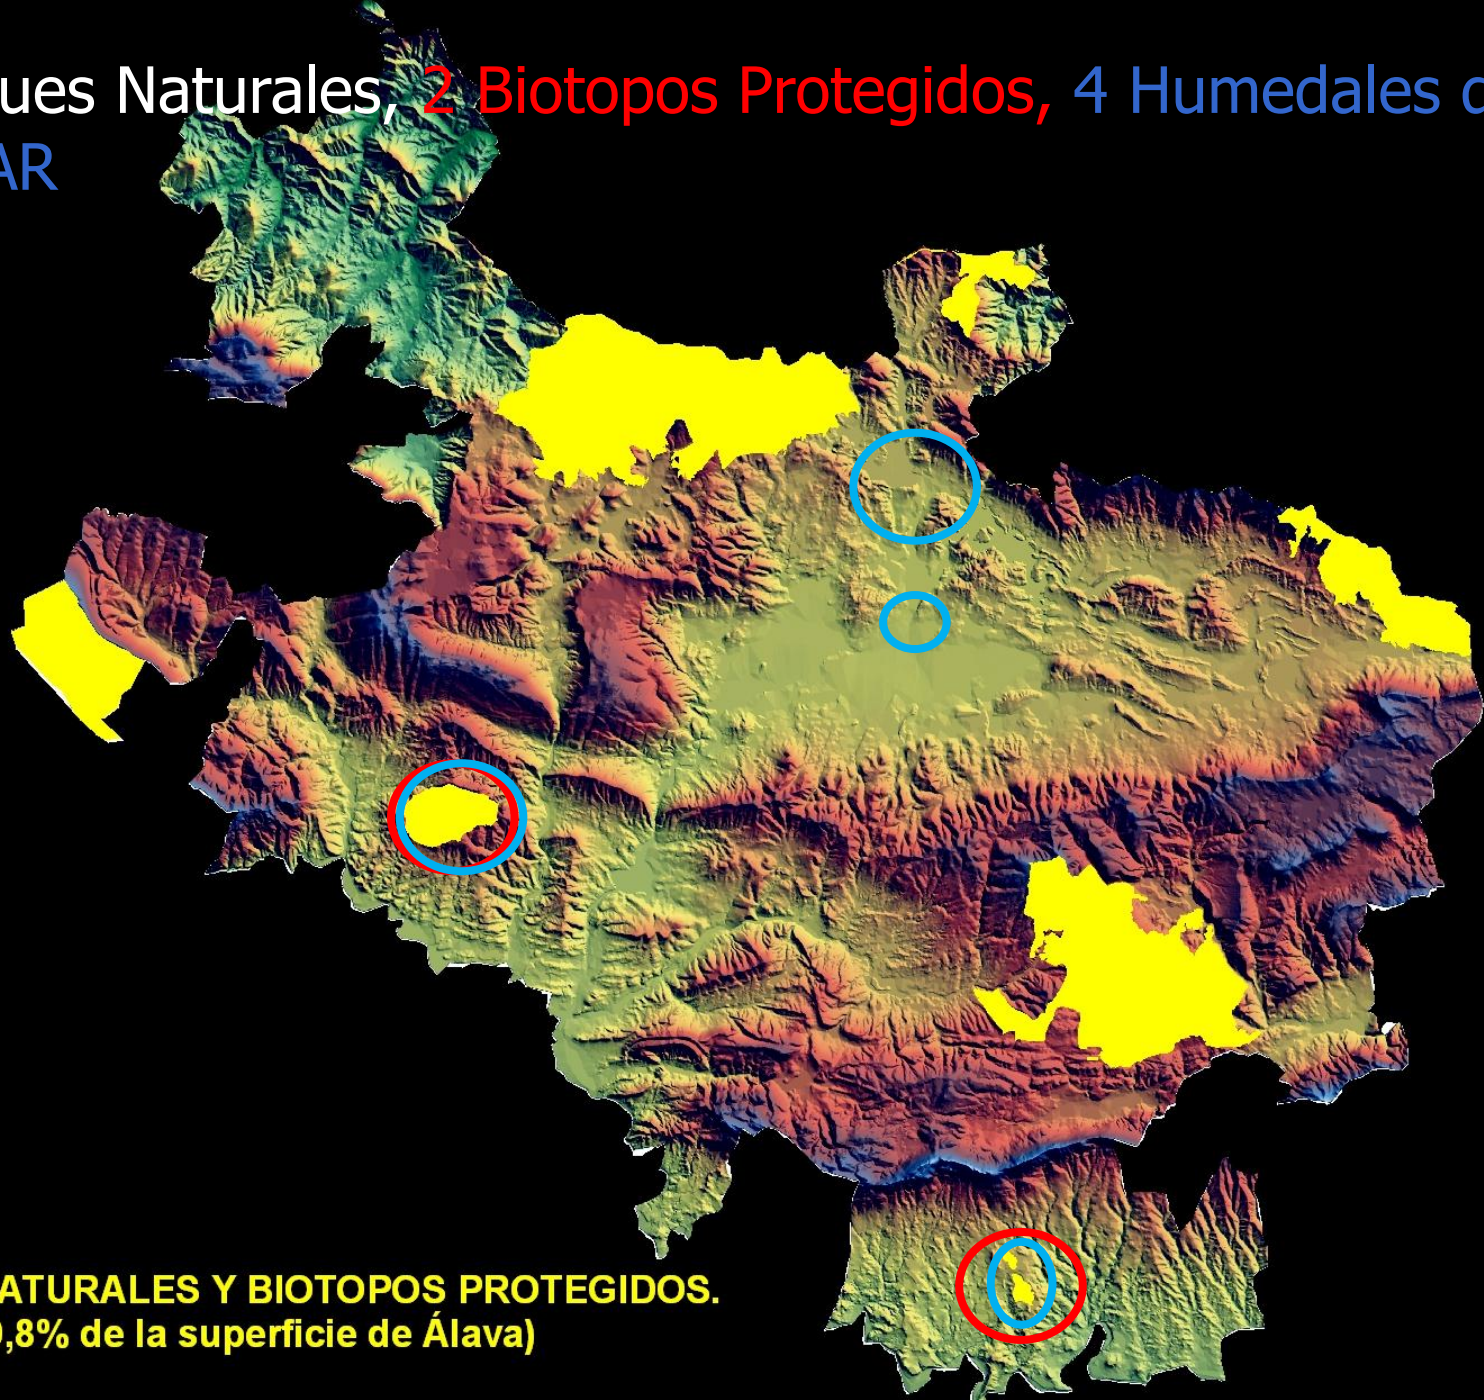 ues Naturales, 2 Biotopos Protegidos, 4 Humedales d
AR
ATURALES Y BIOTOPOS PROTEGIDOS.
,8% de la superficie de Álava)